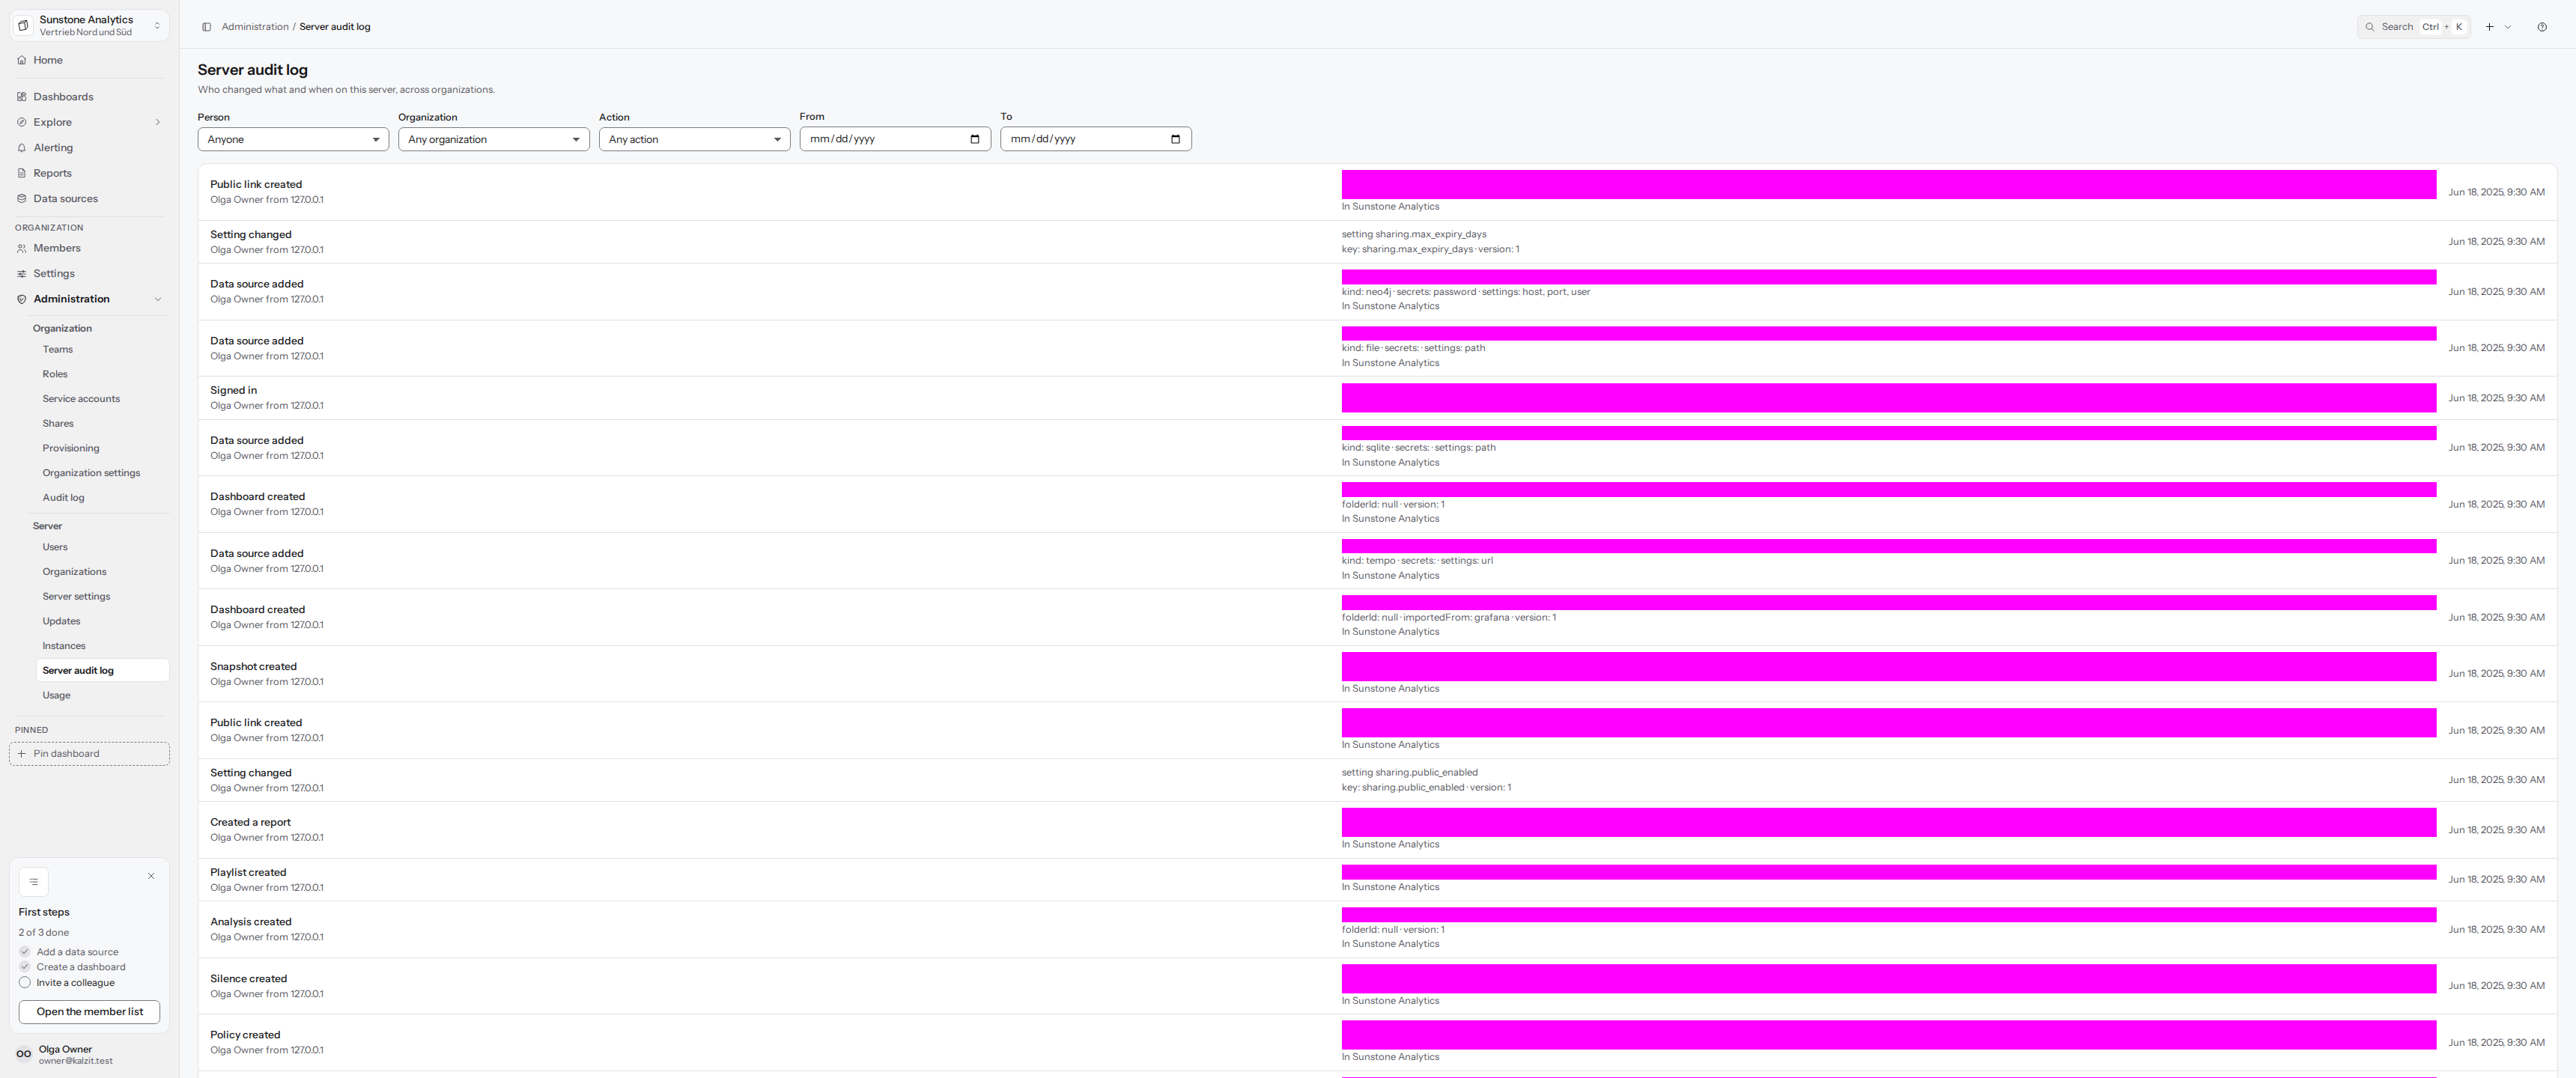 Sunstone Analytics
Vertrieb Nord und Süd
Home
Dashboards
Explore
Alerting
Reports
Data sources
ORGANIZATION
Members
Settings
Administration
Organization
Teams
Roles
Service accounts
Shares
Provisioning
Organization settings
Audit log
Server
Users
Organizations
Server settings
Updates
Instances
Server audit log
Usage
PINNED
Pin dashboard
First steps
2 of 3 done
Add a data source
Create a dashboard
Invite a colleague
Open the member list
OO
Olga Owner
owner@kalzit.test
Administration / Server audit log
Search Ctrl + K
Server audit log
Who changed what and when on this server, across organizations.
Person
Anyone
Organization
Any organization
Action
Any action
From
mm/dd/yyyy
To
mm/dd/yyyy
Public link created
Olga Owner from 127.0.0.1
In Sunstone Analytics
Jun 18, 2025, 9:30 AM
Setting changed
Olga Owner from 127.0.0.1
setting sharing.max_expiry_days
key: sharing.max_expiry_days · version: 1
Jun 18, 2025, 9:30 AM
Data source added
Olga Owner from 127.0.0.1
kind: neo4j · secrets: password · settings: host, port, user
In Sunstone Analytics
Jun 18, 2025, 9:30 AM
Data source added
Olga Owner from 127.0.0.1
kind: file · secrets: · settings: path
In Sunstone Analytics
Jun 18, 2025, 9:30 AM
Signed in
Olga Owner from 127.0.0.1
Jun 18, 2025, 9:30 AM
Data source added
Olga Owner from 127.0.0.1
kind: sqlite · secrets: · settings: path
In Sunstone Analytics
Jun 18, 2025, 9:30 AM
Dashboard created
Olga Owner from 127.0.0.1
folderId: null · version: 1
In Sunstone Analytics
Jun 18, 2025, 9:30 AM
Data source added
Olga Owner from 127.0.0.1
kind: tempo · secrets: · settings: url
In Sunstone Analytics
Jun 18, 2025, 9:30 AM
Dashboard created
Olga Owner from 127.0.0.1
folderId: null · importedFrom: grafana · version: 1
In Sunstone Analytics
Jun 18, 2025, 9:30 AM
Snapshot created
Olga Owner from 127.0.0.1
In Sunstone Analytics
Jun 18, 2025, 9:30 AM
Public link created
Olga Owner from 127.0.0.1
In Sunstone Analytics
Jun 18, 2025, 9:30 AM
Setting changed
Olga Owner from 127.0.0.1
setting sharing.public_enabled
key: sharing.public_enabled · version: 1
Jun 18, 2025, 9:30 AM
Created a report
Olga Owner from 127.0.0.1
In Sunstone Analytics
Jun 18, 2025, 9:30 AM
Playlist created
Olga Owner from 127.0.0.1
In Sunstone Analytics
Jun 18, 2025, 9:30 AM
Analysis created
Olga Owner from 127.0.0.1
folderId: null · version: 1
In Sunstone Analytics
Jun 18, 2025, 9:30 AM
Silence created
Olga Owner from 127.0.0.1
In Sunstone Analytics
Jun 18, 2025, 9:30 AM
Policy created
Olga Owner from 127.0.0.1
In Sunstone Analytics
Jun 18, 2025, 9:30 AM